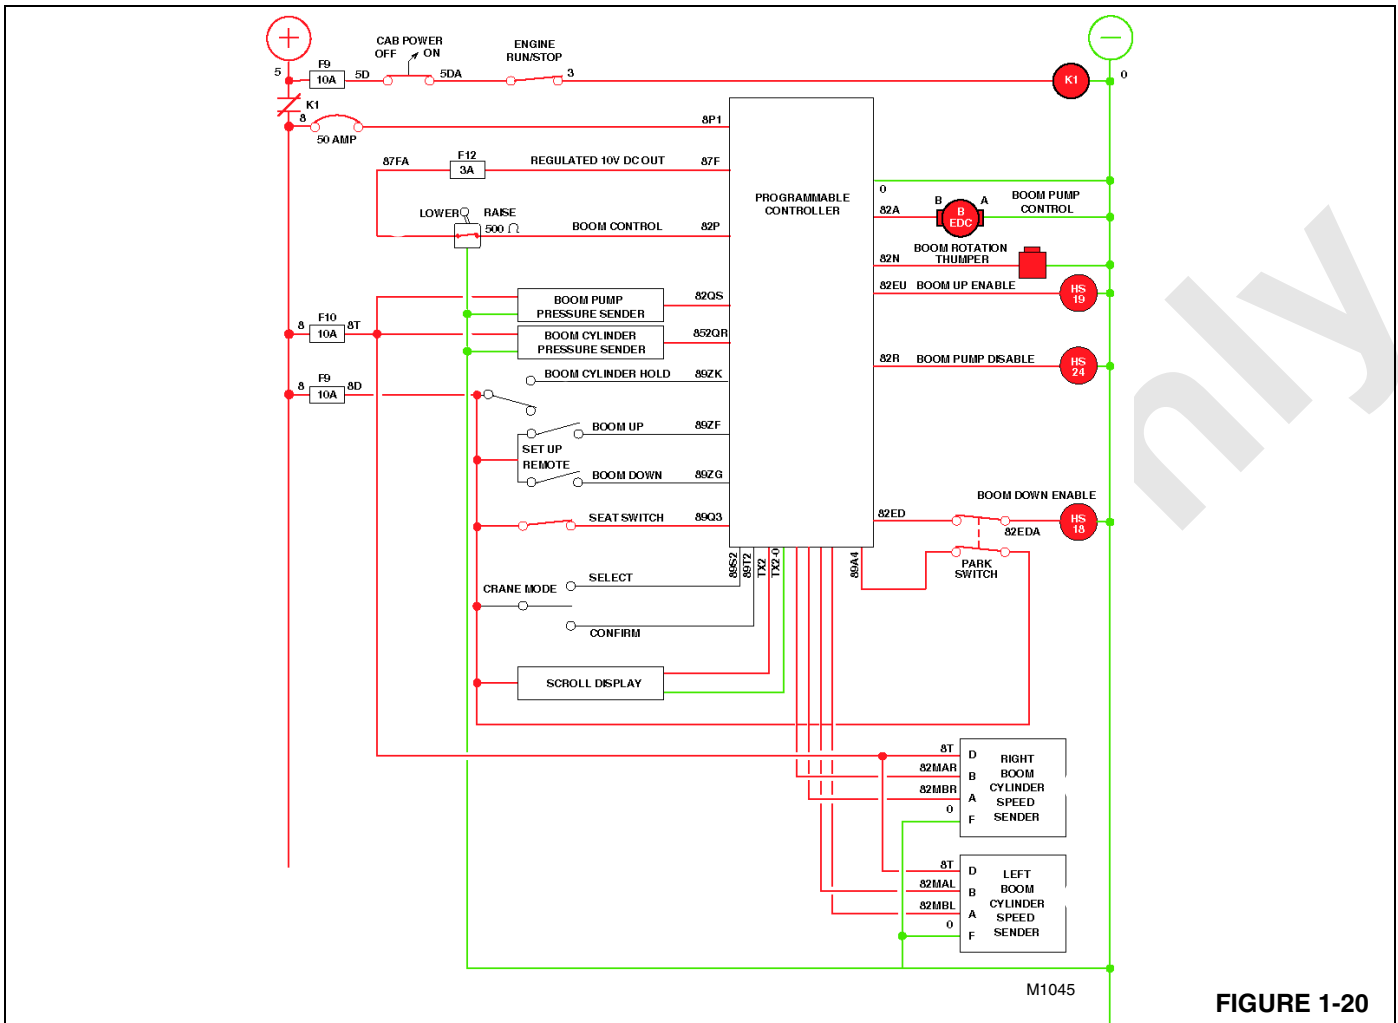 +
−
CAB POWER
OFF ON
ENGINE
RUN/STOP
5
F9
10A
5D
5DA
3
K1
0
K1
8
50 AMP
8P1
87FA
F12
3A
REGULATED 10V DC OUT
87F
PROGRAMMABLE
CONTROLLER
0
LOWER
RAISE
500 Ω
BOOM CONTROL
82P
82A
B
B
EDC
A
BOOM PUMP
CONTROL
82N
BOOM ROTATION
THUMPER
82EU
BOOM UP ENABLE
HS
19
BOOM PUMP
PRESSURE SENDER
82QS
8
F10
10A
8T
BOOM CYLINDER
PRESSURE SENDER
852QR
82R
BOOM PUMP DISABLE
HS
24
8
F9
10A
8D
BOOM CYLINDER HOLD
89ZK
BOOM UP
89ZF
SET UP
REMOTE
BOOM DOWN
89ZG
SEAT SWITCH
89Q3
BOOM DOWN ENABLE
82ED
82EDA
HS
18
PARK
SWITCH
89S2
89T2
TX2
TX2-0
89A4
CRANE MODE
SELECT
CONFIRM
SCROLL DISPLAY
8T
D
82MAR
B
82MBR
A
0
F
RIGHT
BOOM
CYLINDER
SPEED
SENDER
8T
D
82MAL
B
82MBL
A
0
F
LEFT
BOOM
CYLINDER
SPEED
SENDER
M1045
FIGURE 1-20
nly